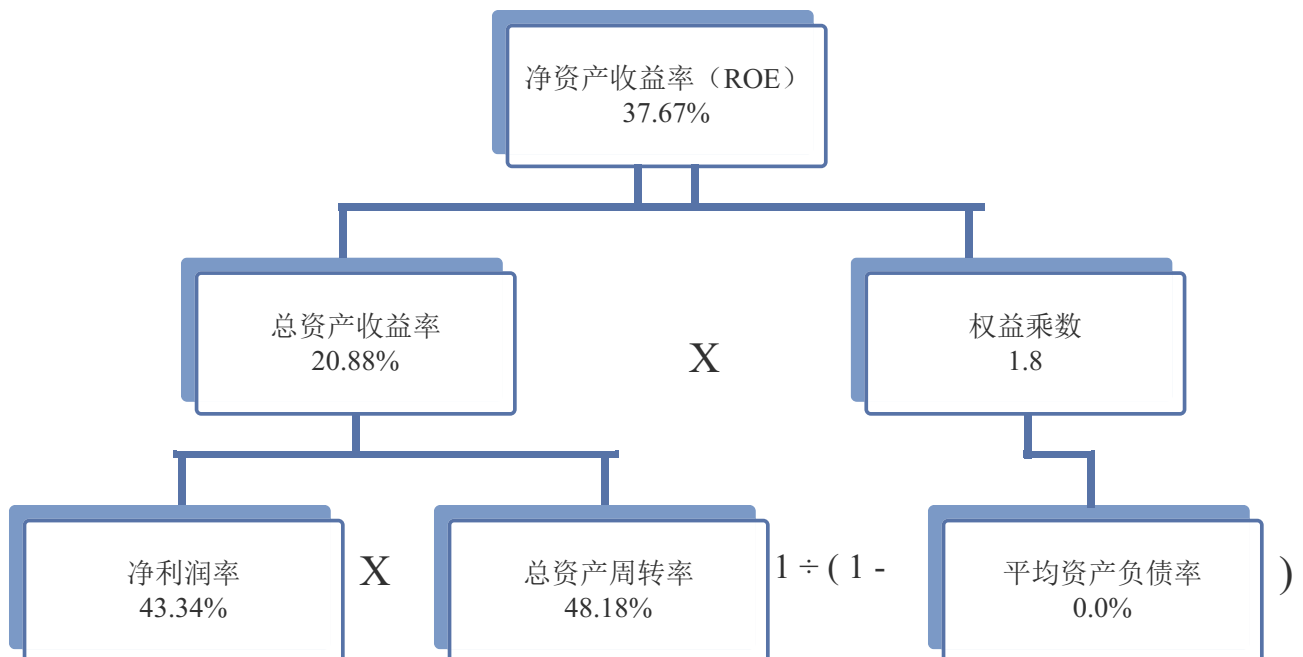 净资产收益率（ROE）
37.67%
总资产收益率
20.88%
X
权益乘数
1.8
净利润率
43.34%
X
总资产周转率
48.18%
1 ÷ ( 1 -
平均资产负债率
0.0%
)